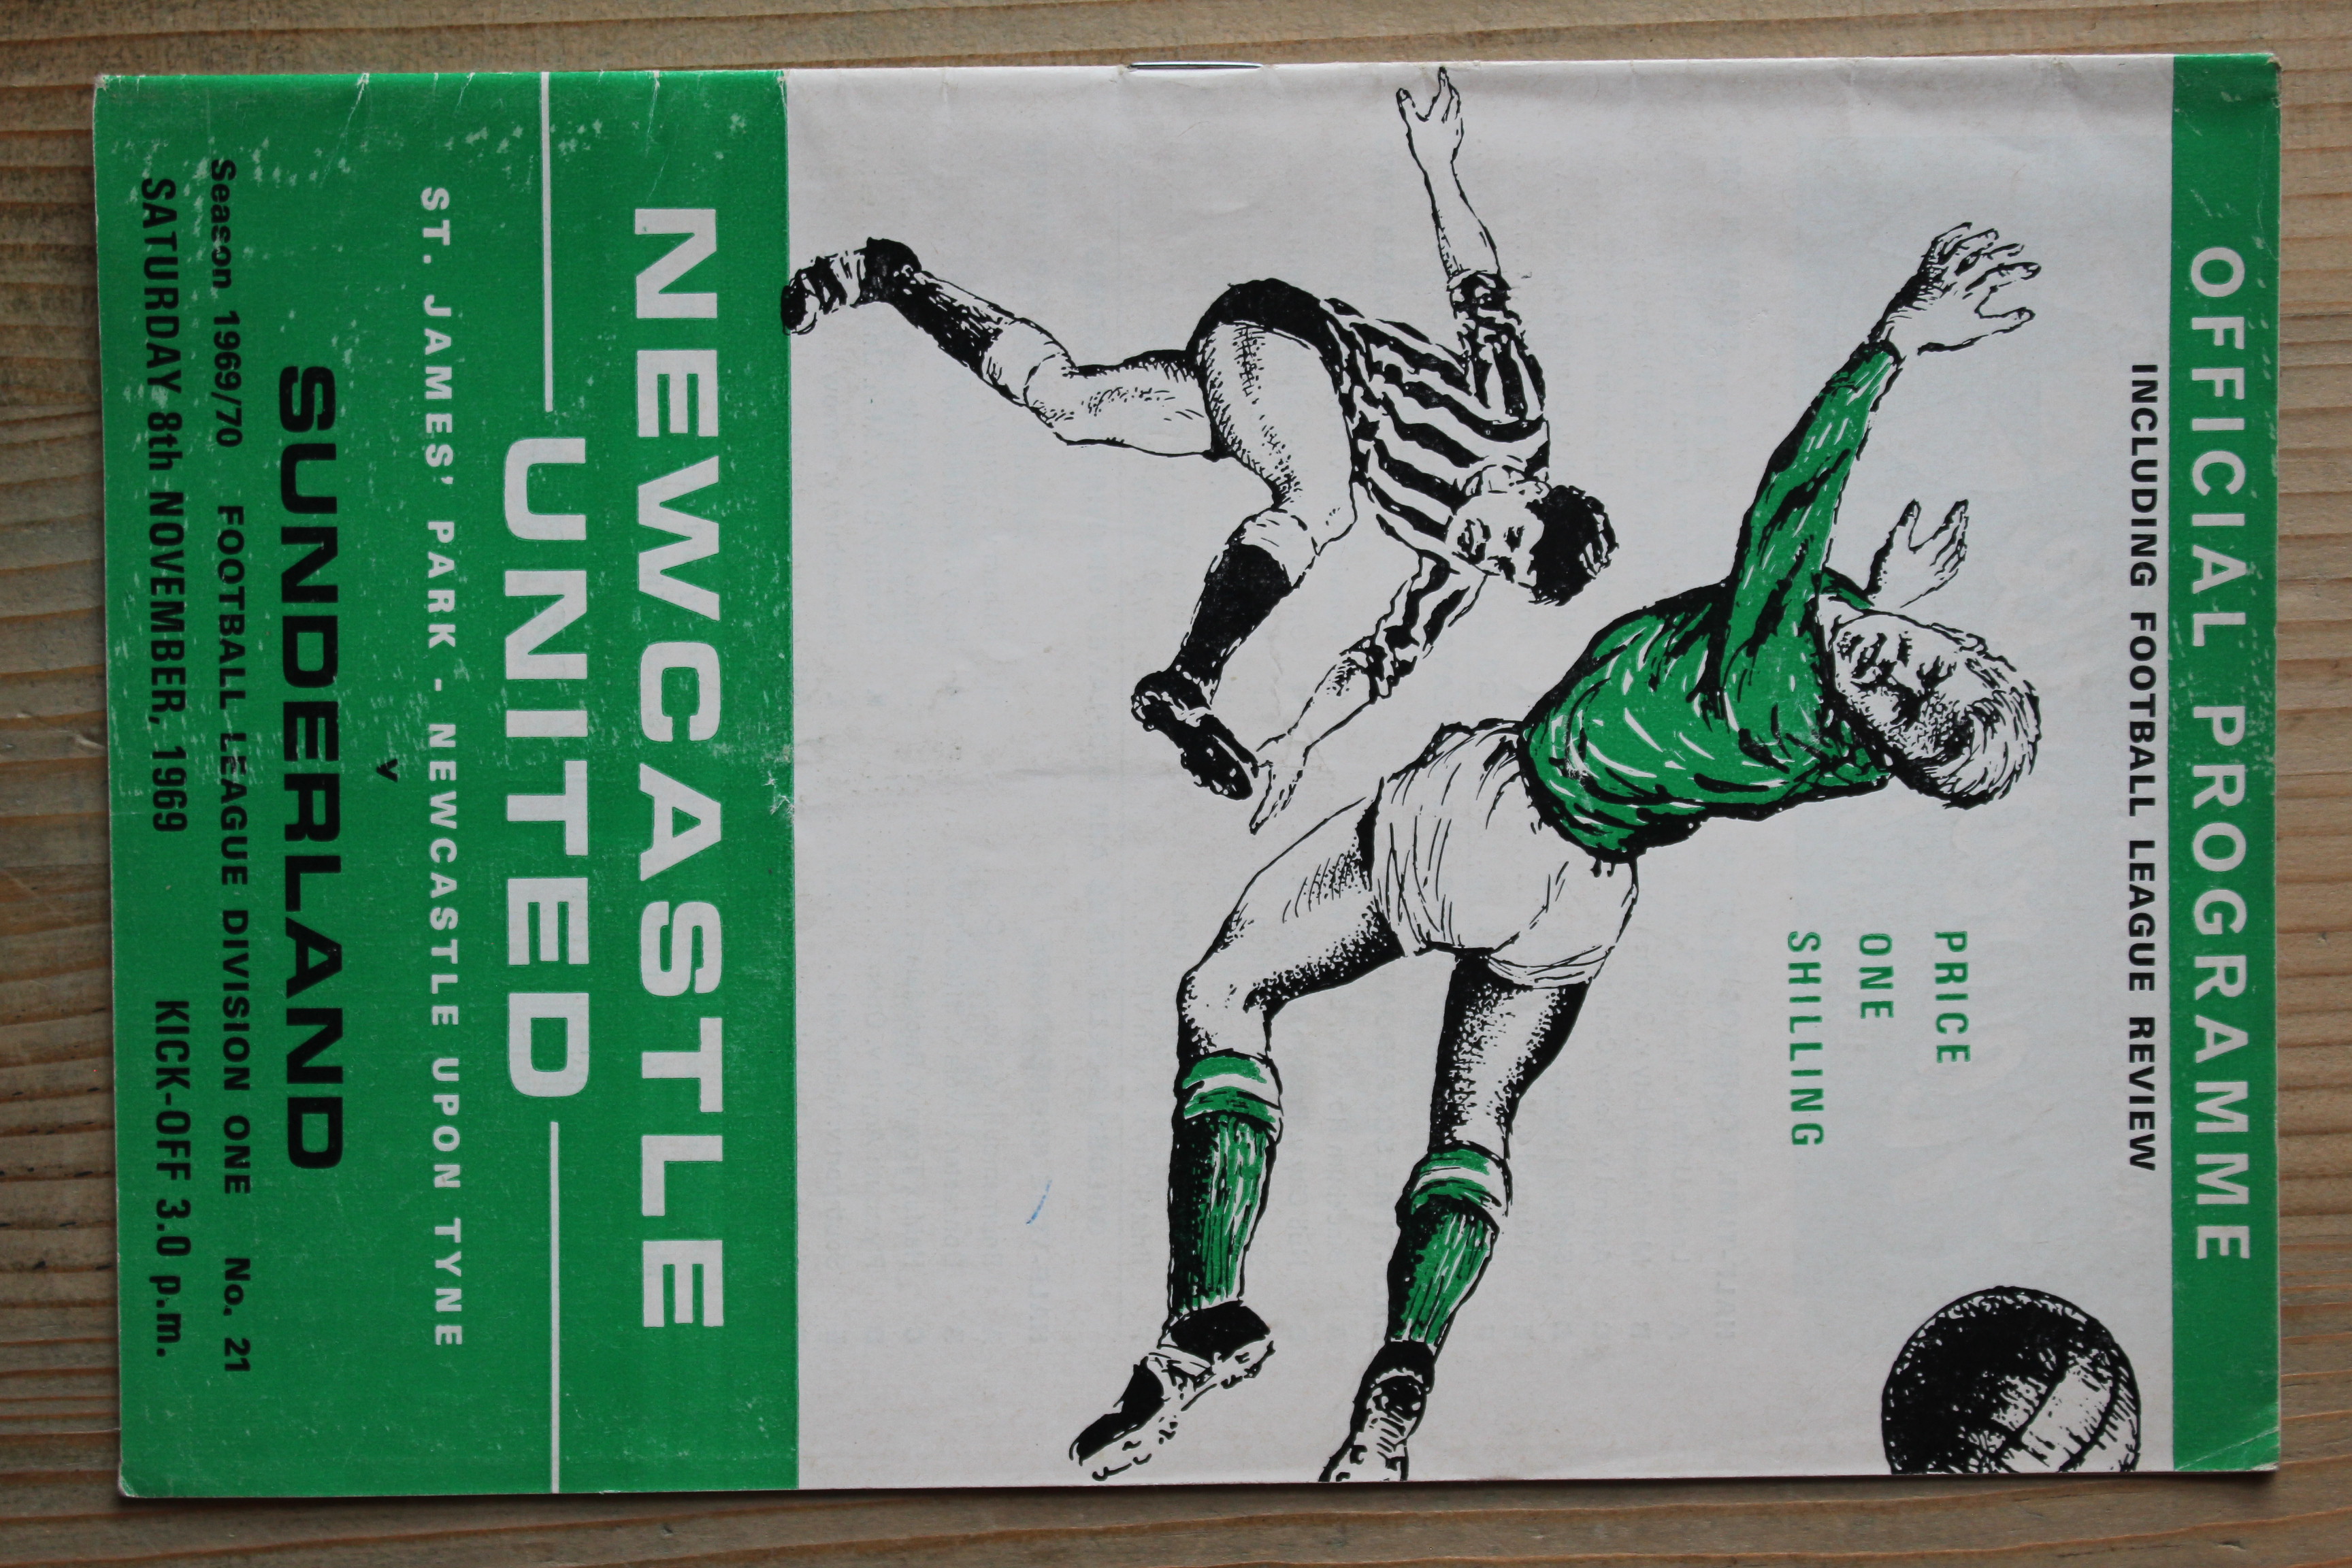 OFFICIAL PROGRAMME
INCLUDING FOOTBALL LEAGUE REVIEW
PRICE
ONE
SHILLING
NEWCASTLE
UNITED
ST. JAMES' PARK - NEWCASTLE UPON TYNE
v
SUNDERLAND
Season 1969/70 FOOTBALL LEAGUE DIVISION ONE No. 21
SATURDAY 8th NOVEMBER, 1969 KICK-OFF 3.0 p.m.